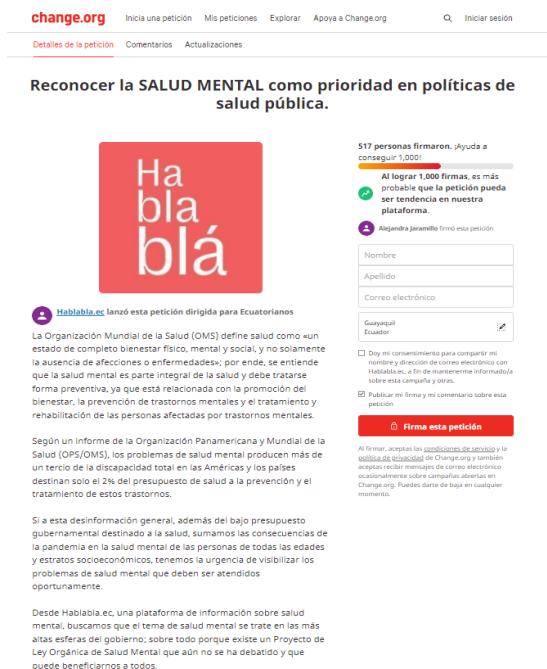 change.org
Inicia una petición
Mis peticiones
Explorar
Apoya a Change.org
Iniciar sesión
Detalles de la petición
Comentarios
Actualizaciones
Reconocer la SALUD MENTAL como prioridad en políticas de
salud pública.
Ha
bla
blá
Hablabla.ec lanzó esta petición dirigida para Ecuatorianos
La Organización Mundial de la Salud (OMS) define salud como «un
estado de completo bienestar físico, mental y social, y no solamente
la ausencia de afecciones o enfermedades»; por ende, se entiende
que la salud mental es parte integral de la salud y debe tratarse
forma preventiva, ya que está relacionada con la promoción del
bienestar, la prevención de trastornos mentales y el tratamiento y
rehabilitación de las personas afectadas por trastornos mentales.
Según un informe de la Organización Panamericana y Mundial de la
Salud (OPS/OMS), los problemas de salud mental producen más de
un tercio de la discapacidad total en las Américas y los países
destinan solo el 2% del presupuesto de salud a la prevención y el
tratamiento de estos trastornos.
Si a esta desinformación general, además del bajo presupuesto
gubernamental destinado a la salud, sumamos las consecuencias de
la pandemia en la salud mental de las personas de todas las edades
y estratos socioeconómicos, tenemos la urgencia de visibilizar los
problemas de salud mental que deben ser atendidos
oportunamente.
Desde Hablabla.ec, una plataforma de información sobre salud
mental, buscamos que el tema de salud mental se trate en las más
altas esferas del gobierno; sobre todo porque existe un Proyecto de
Ley Orgánica de Salud Mental que aún no se ha debatido y que
puede beneficiarnos a todos.
517 personas firmaron. ¡Ayuda a
conseguir 1,000!
Al lograr 1,000 firmas, es más
probable que la petición pueda
ser tendencia en nuestra
plataforma.
Alejandra Jaramillo firmó esta petición
Nombre
Apellido
Correo electrónico
Guayaquil
Ecuador
Doy mi consentimiento para compartir mi
nombre y dirección de correo electrónico con
Hablabla.ec, a fin de mantenerme informado/a
sobre esta campaña y otras.
Publicar mi firma y mi comentario sobre esta
petición
Firma esta petición
Al firmar, aceptas las condiciones de servicio y la
política de privacidad de Change.org y también
aceptas recibir mensajes de correo electrónico
ocasionalmente sobre campañas abiertas en
Change.org. Puedes darte de baja en cualquier
momento.